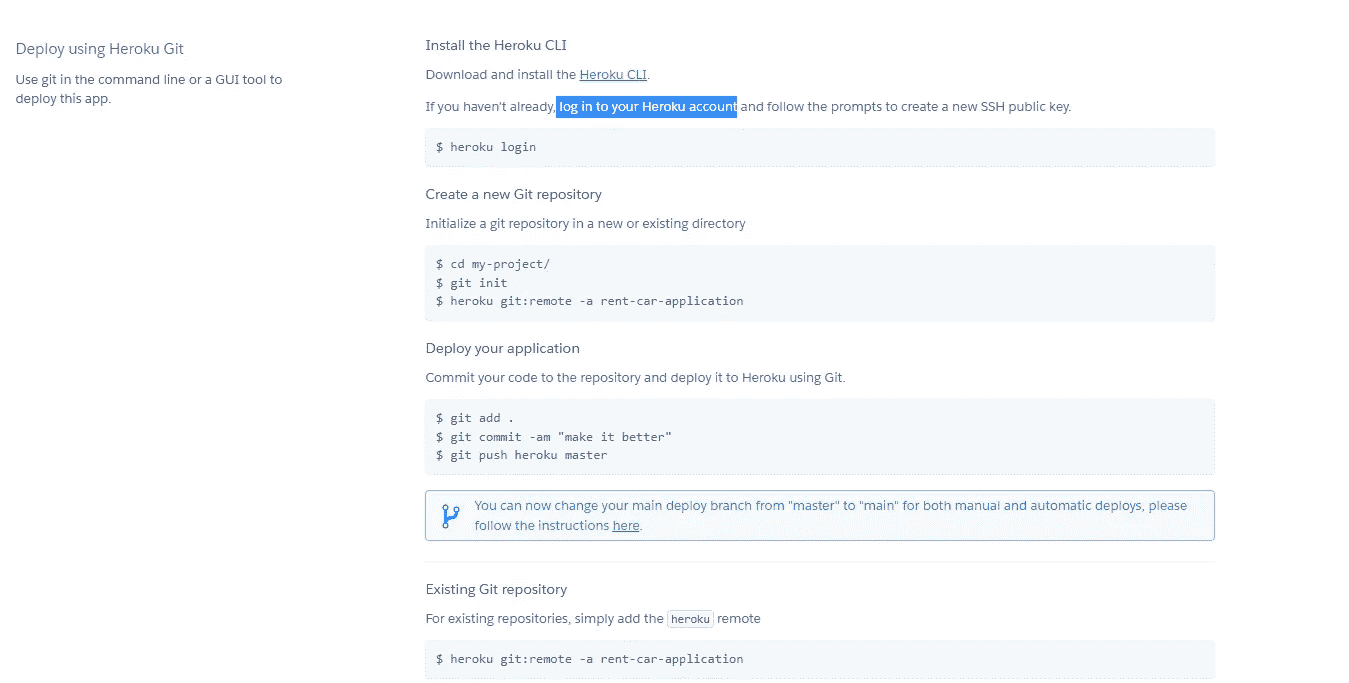 Deploy using Heroku Git
Use git in the command line or a GUI tool to
deploy this app.
Install the Heroku CLI
Download and install the Heroku CLI.
If you haven't already, log in to your Heroku account and follow the prompts to create a new SSH public key.
$ heroku login
Create a new Git repository
Initialize a git repository in a new or existing directory
$ cd my-project/
$ git init
$ heroku git:remote -a rent-car-application
Deploy your application
Commit your code to the repository and deploy it to Heroku using Git.
$ git add .
$ git commit -am "make it better"
$ git push heroku master
You can now change your main deploy branch from "master" to "main" for both manual and automatic deploys, please
follow the instructions here.
Existing Git repository
For existing repositories, simply add the heroku remote
$ heroku git:remote -a rent-car-application